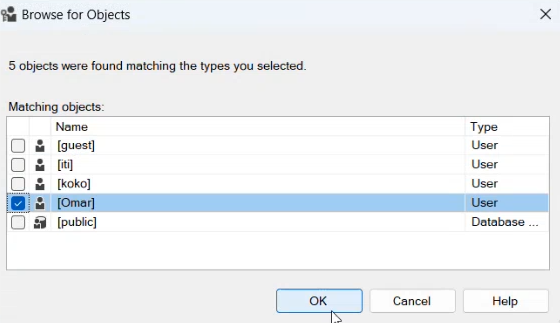 Browse for Objects
5 objects were found matching the types you selected.
Matching objects:
Name Type
[guest] User
[iti] User
[koko] User
[Omar] User
[public] Database ...
OK Cancel Help